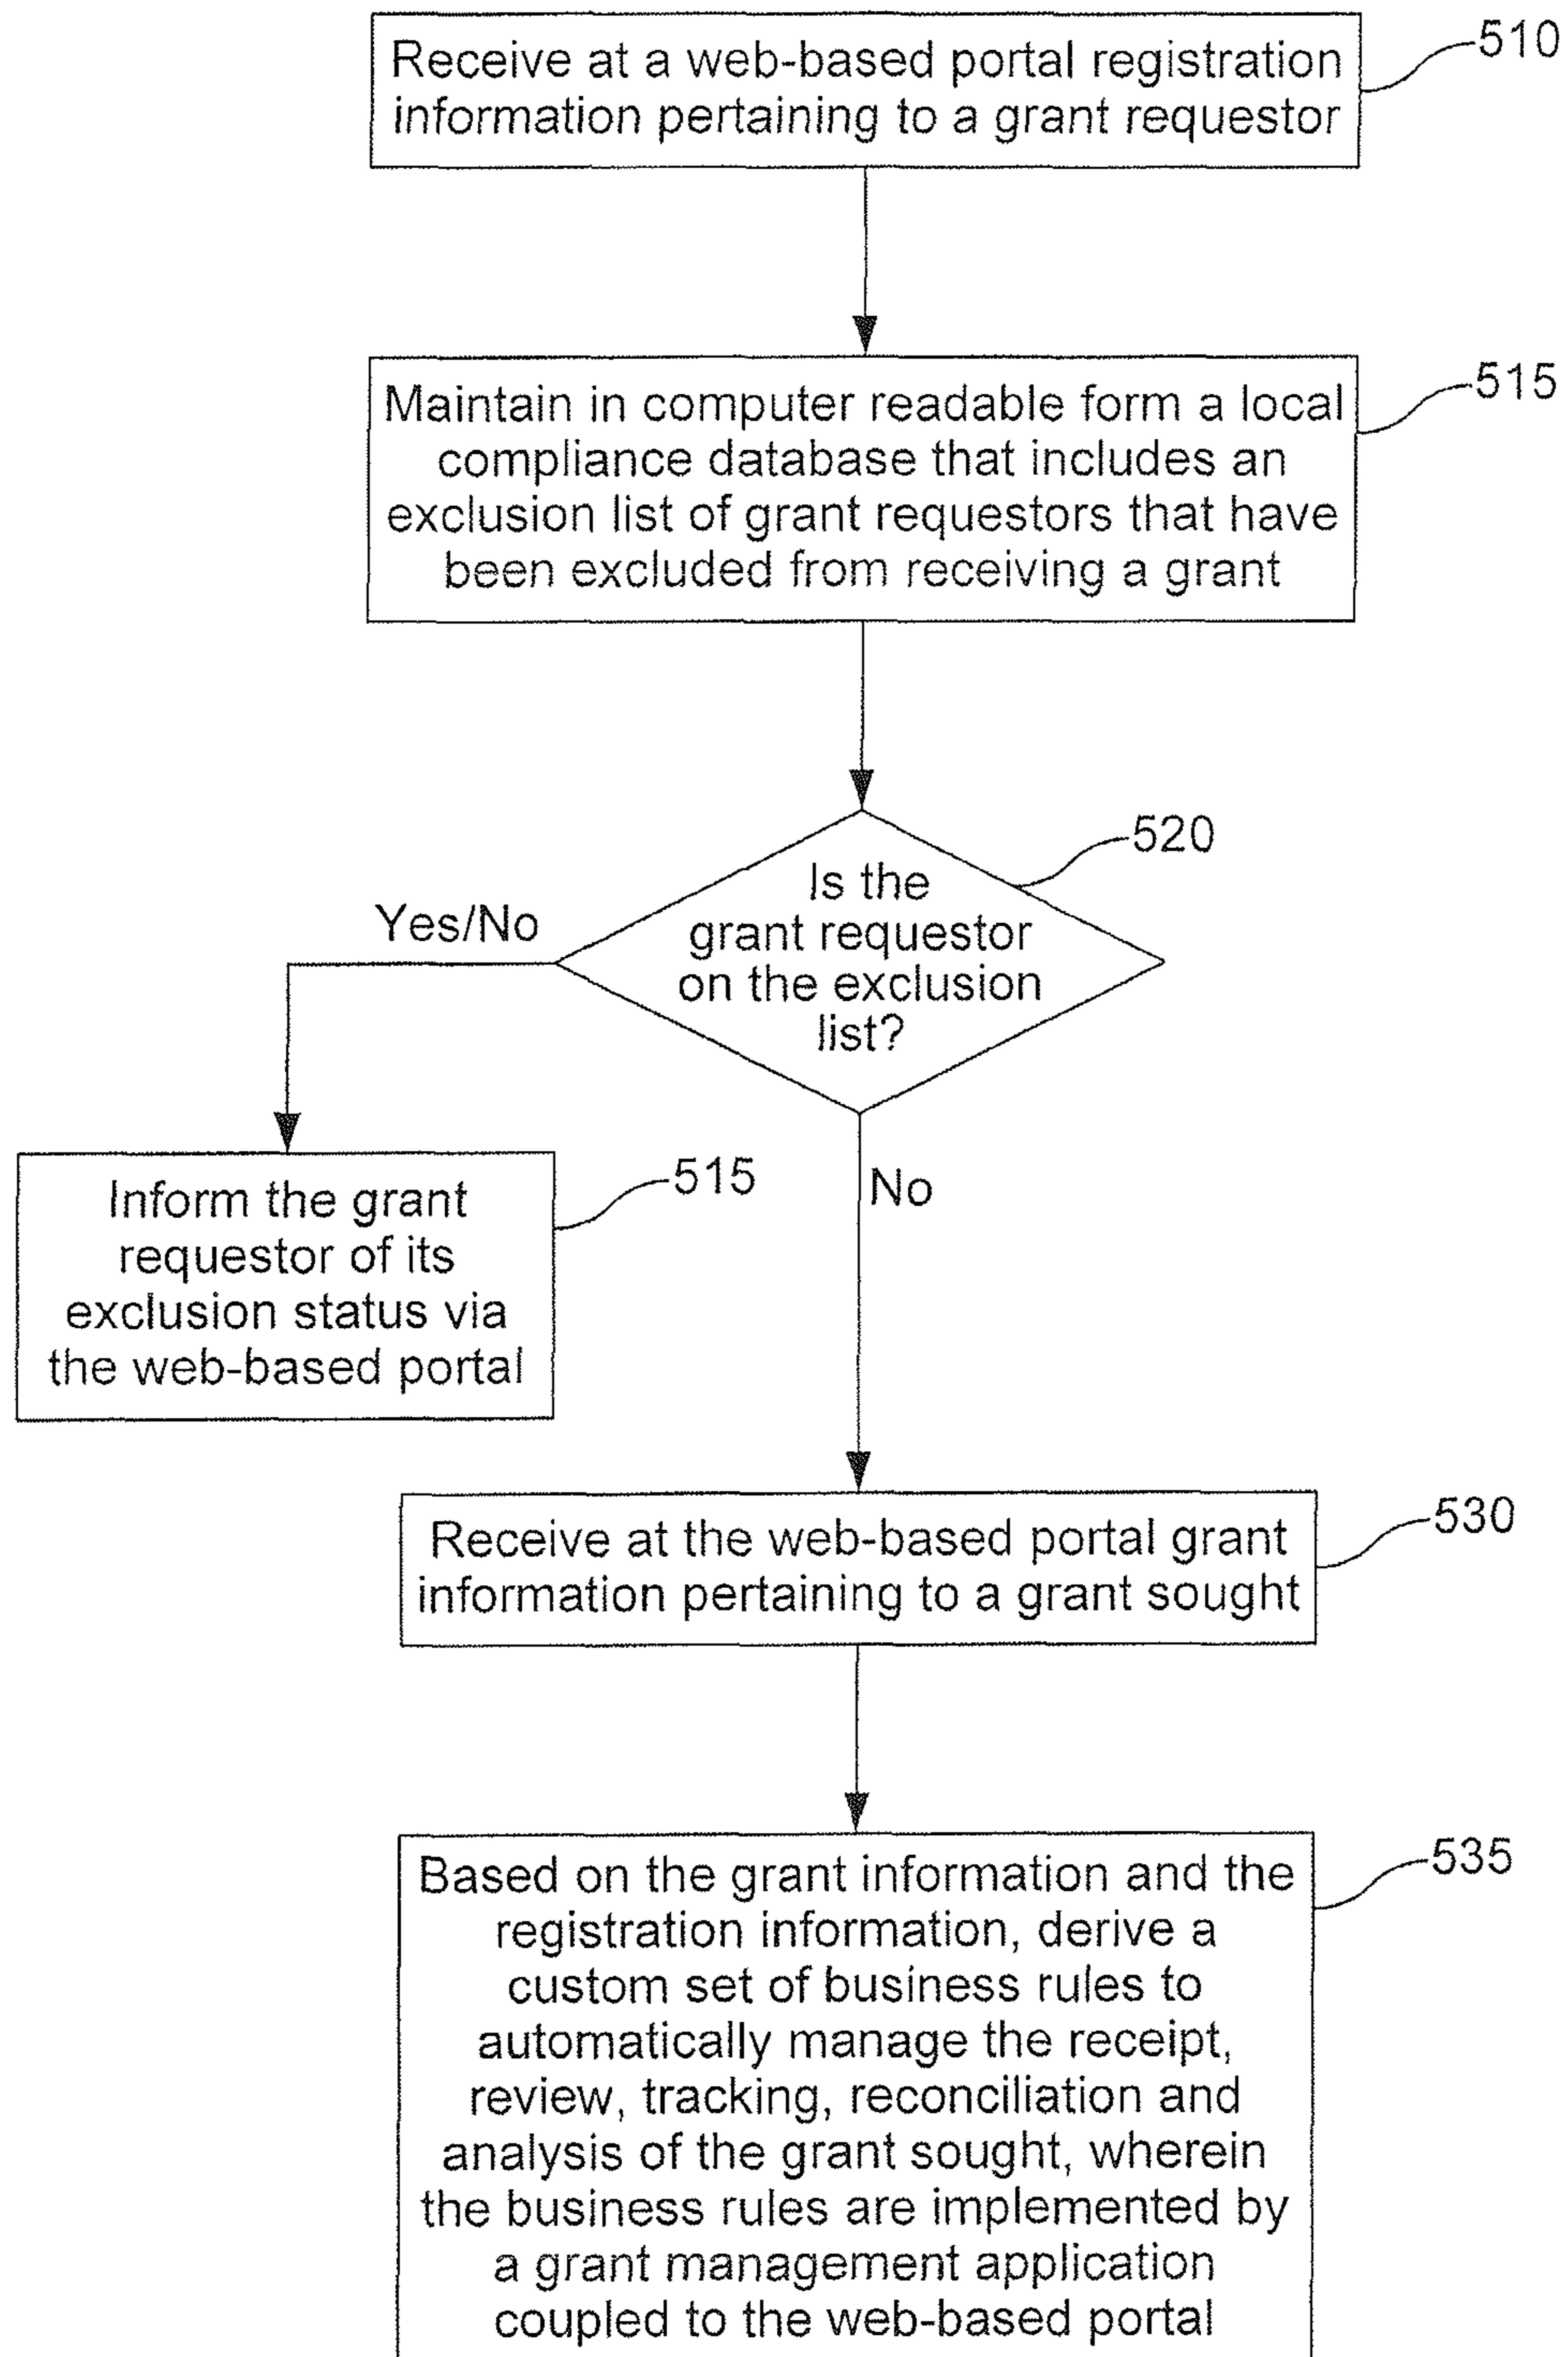 Receive at a web-based portal registration
information pertaining to a grant requestor
510
Maintain in computer readable form a local
compliance database that includes an
exclusion list of grant requestors that have
been excluded from receiving a grant
515
Is the
grant requestor
on the exclusion
list?
520
Yes/No
Inform the grant
requestor of its
exclusion status via
the web-based portal
515
No
Receive at the web-based portal grant
information pertaining to a grant sought
530
Based on the grant information and the
registration information, derive a
custom set of business rules to
automatically manage the receipt,
review, tracking, reconciliation and
analysis of the grant sought, wherein
the business rules are implemented by
a grant management application
coupled to the web-based portal
535